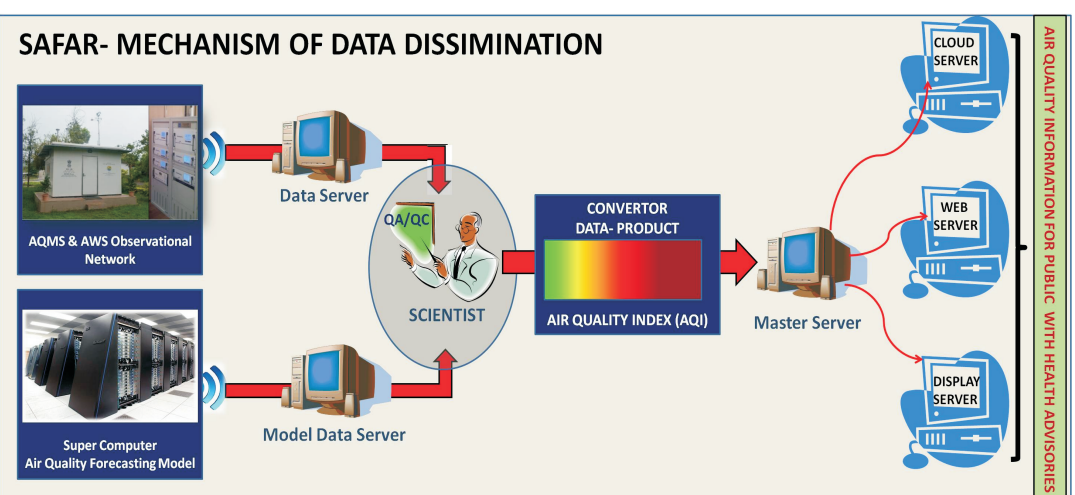 SAFAR- MECHANISM OF DATA DISSIMINATION
AQMS & AWS Observational
Network
Data Server
QA/QC
SCIENTIST
Super Computer
Air Quality Forecasting Model
Model Data Server
CONVERTOR
DATA- PRODUCT
AIR QUALITY INDEX (AQI)
Master Server
CLOUD
SERVER
WEB
SERVER
DISPLAY
SERVER
AIR QUALITY INFORMATION FOR PUBLIC WITH HEALTH ADVISORIES